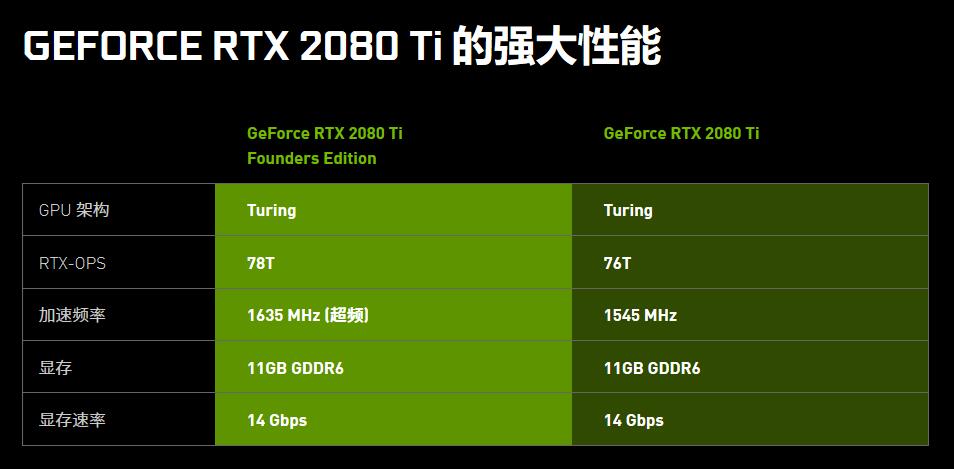 GEFORCE RTX 2080 Ti 的强大性能
GeForce RTX 2080 Ti
Founders Edition
GeForce RTX 2080 Ti
GPU 架构 Turing Turing
RTX-OPS 78T 76T
加速频率 1635 MHz (超频) 1545 MHz
显存 11GB GDDR6 11GB GDDR6
显存速率 14 Gbps 14 Gbps